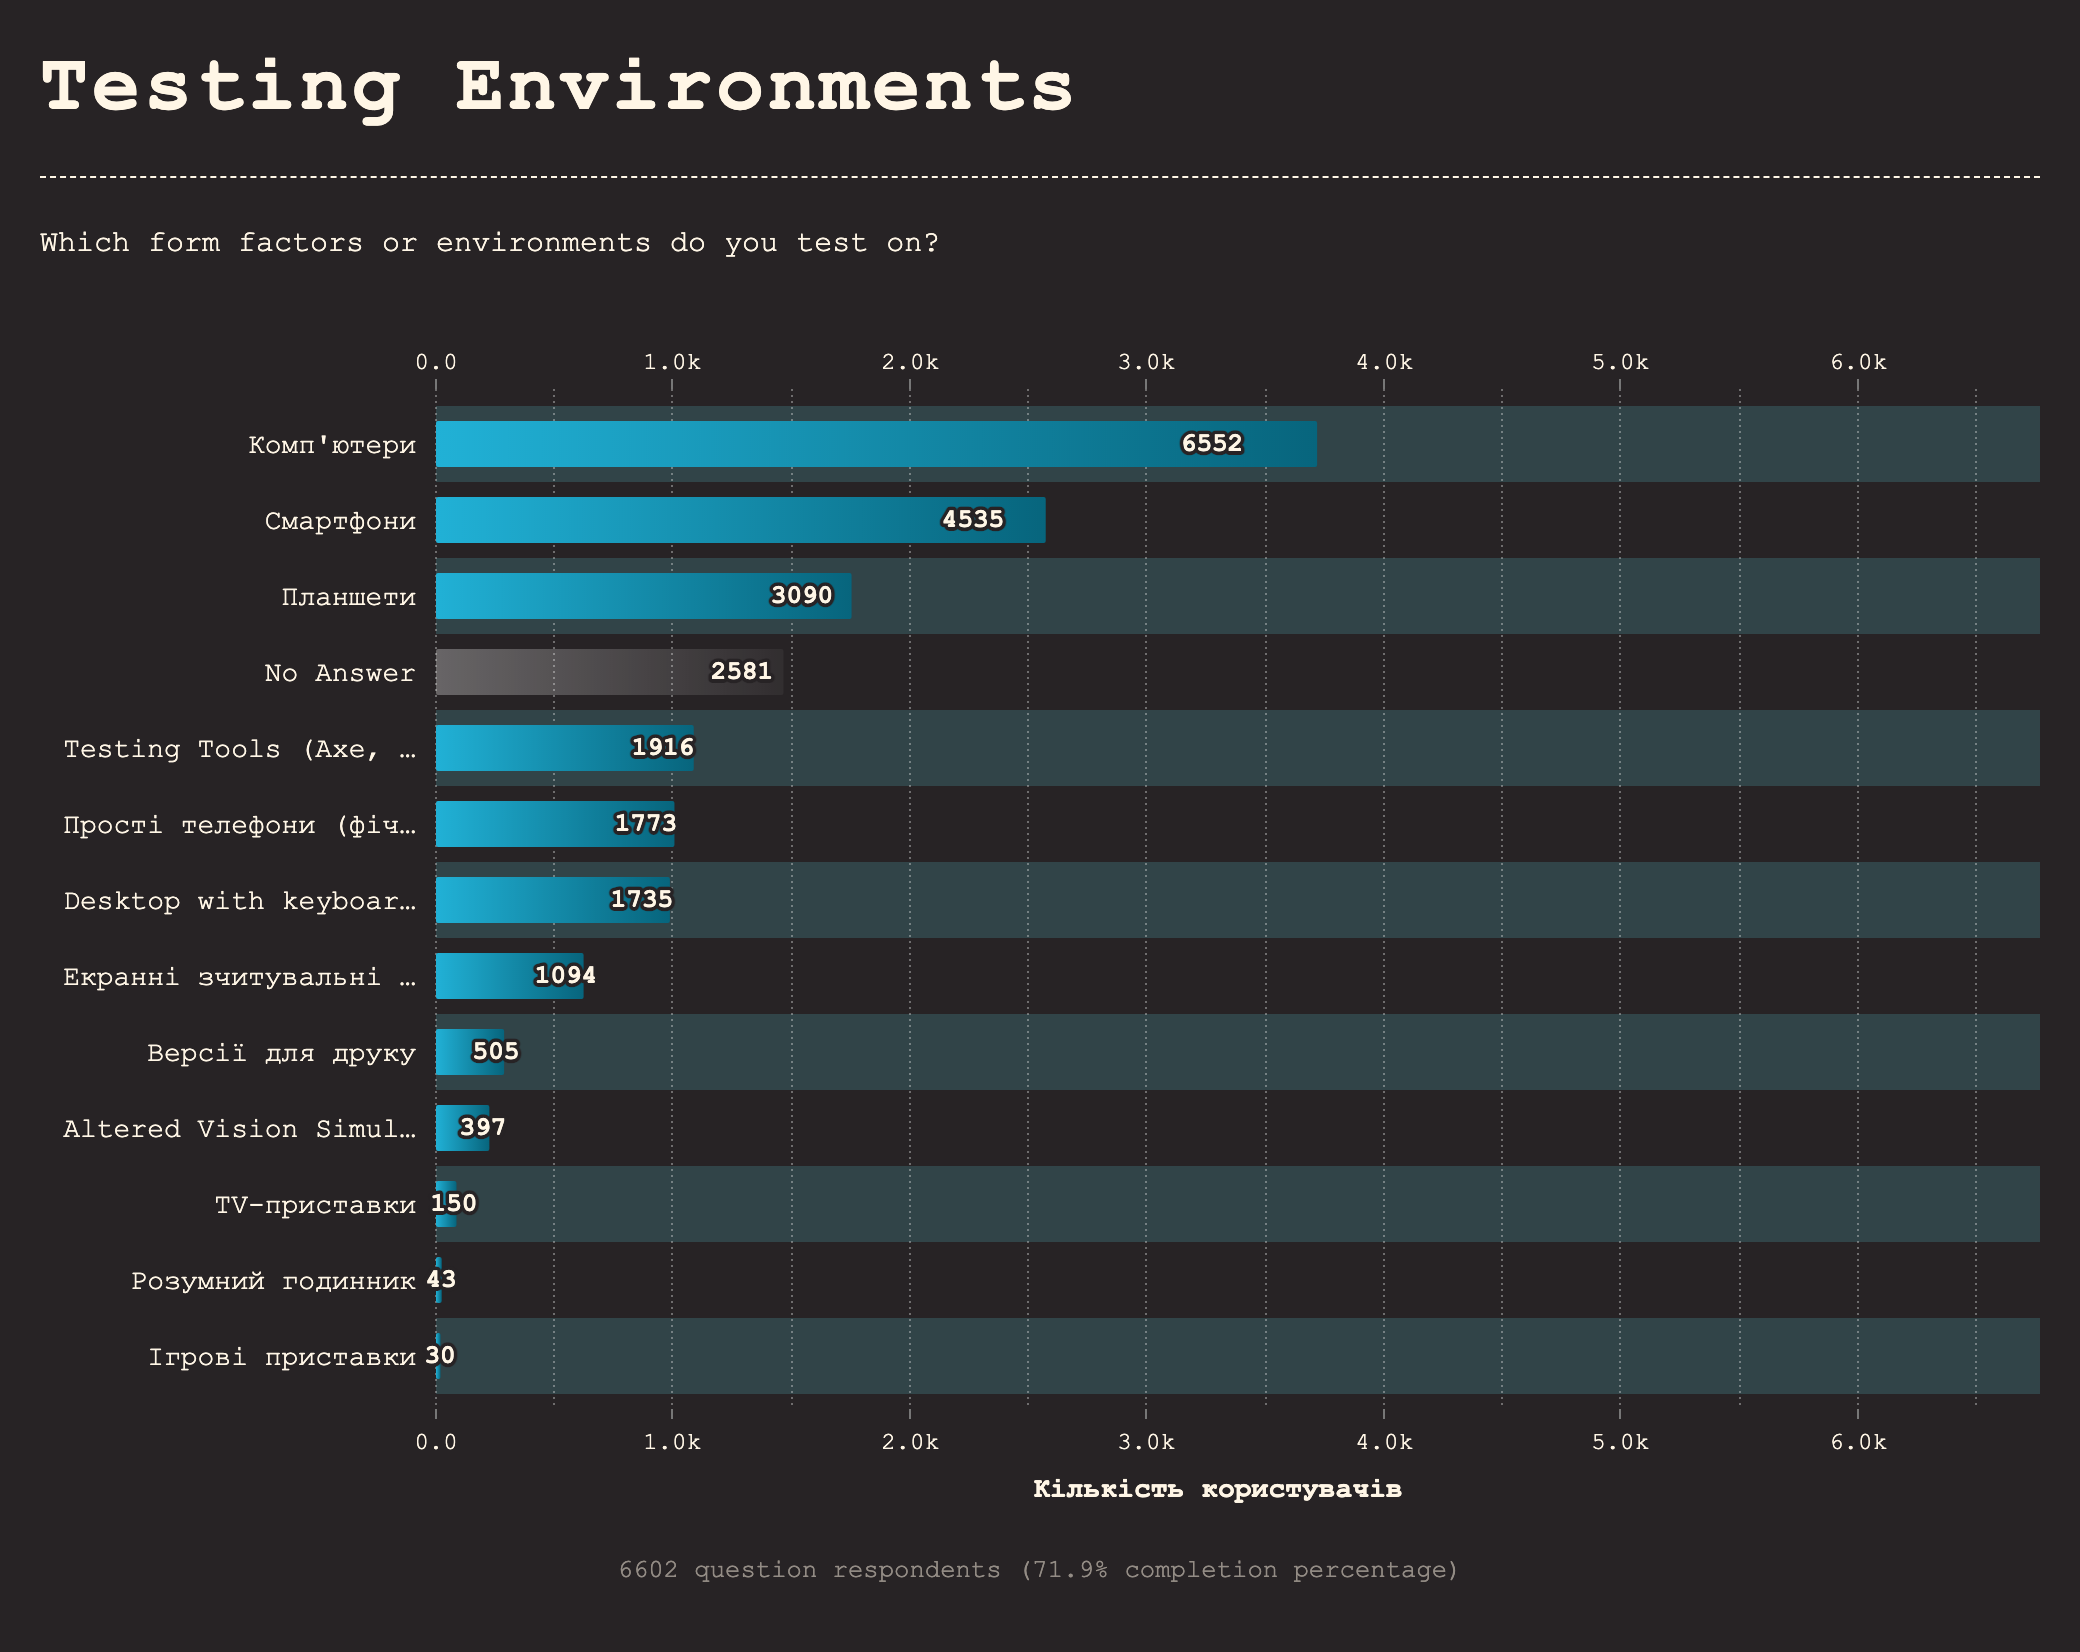 Testing Environments
Which form factors or environments do you test on?
0.0 1.0k 2.0k 3.0k 4.0k 5.0k 6.0k
Комп'ютери 6552
Смартфони 4535
Планшети 3090
No Answer 2581
Testing Tools (Axe, … 1916
Прості телефони (фіч… 1773
Desktop with keyboar… 1735
Екранні зчитувальні … 1094
Версії для друку 505
Altered Vision Simul… 397
TV-приставки 150
Розумний годинник 43
Ігрові приставки 30
0.0 1.0k 2.0k 3.0k 4.0k 5.0k 6.0k
Кількість користувачів
6602 question respondents (71.9% completion percentage)